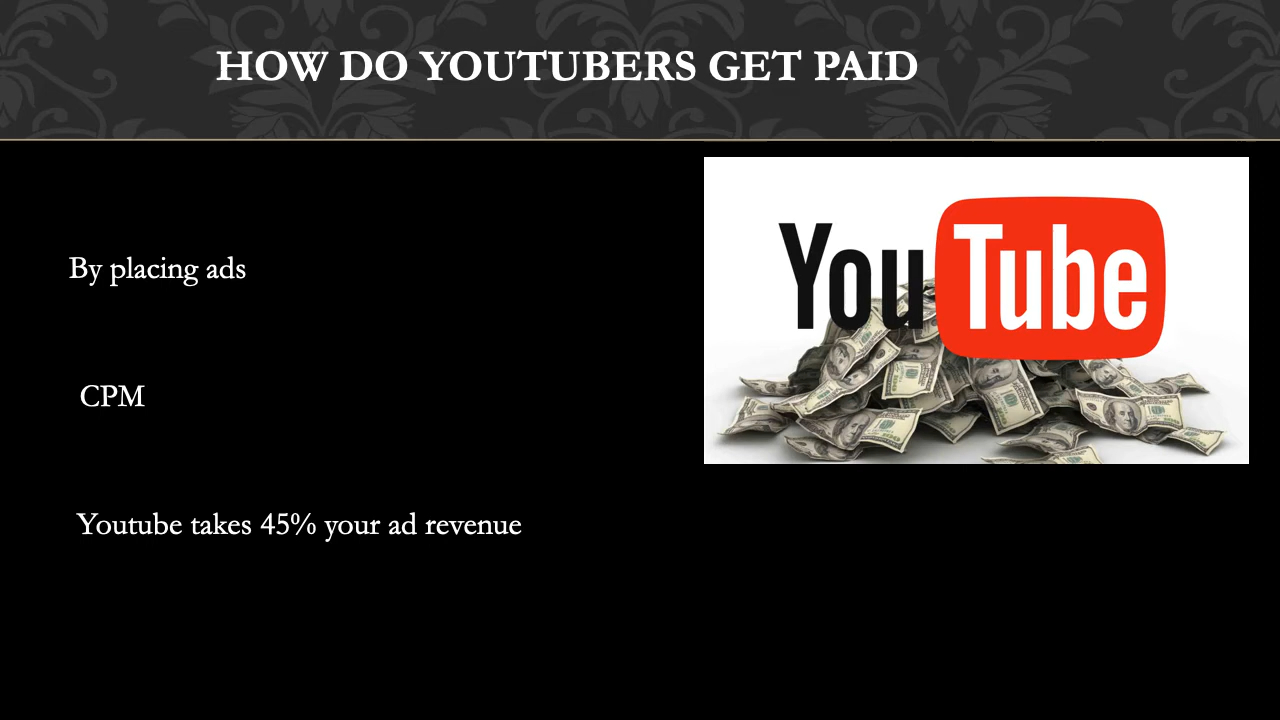 HOW DO YOUTUBERS GET PAID
By placing ads
CPM
Youtube takes 45% your ad revenue
YouTube